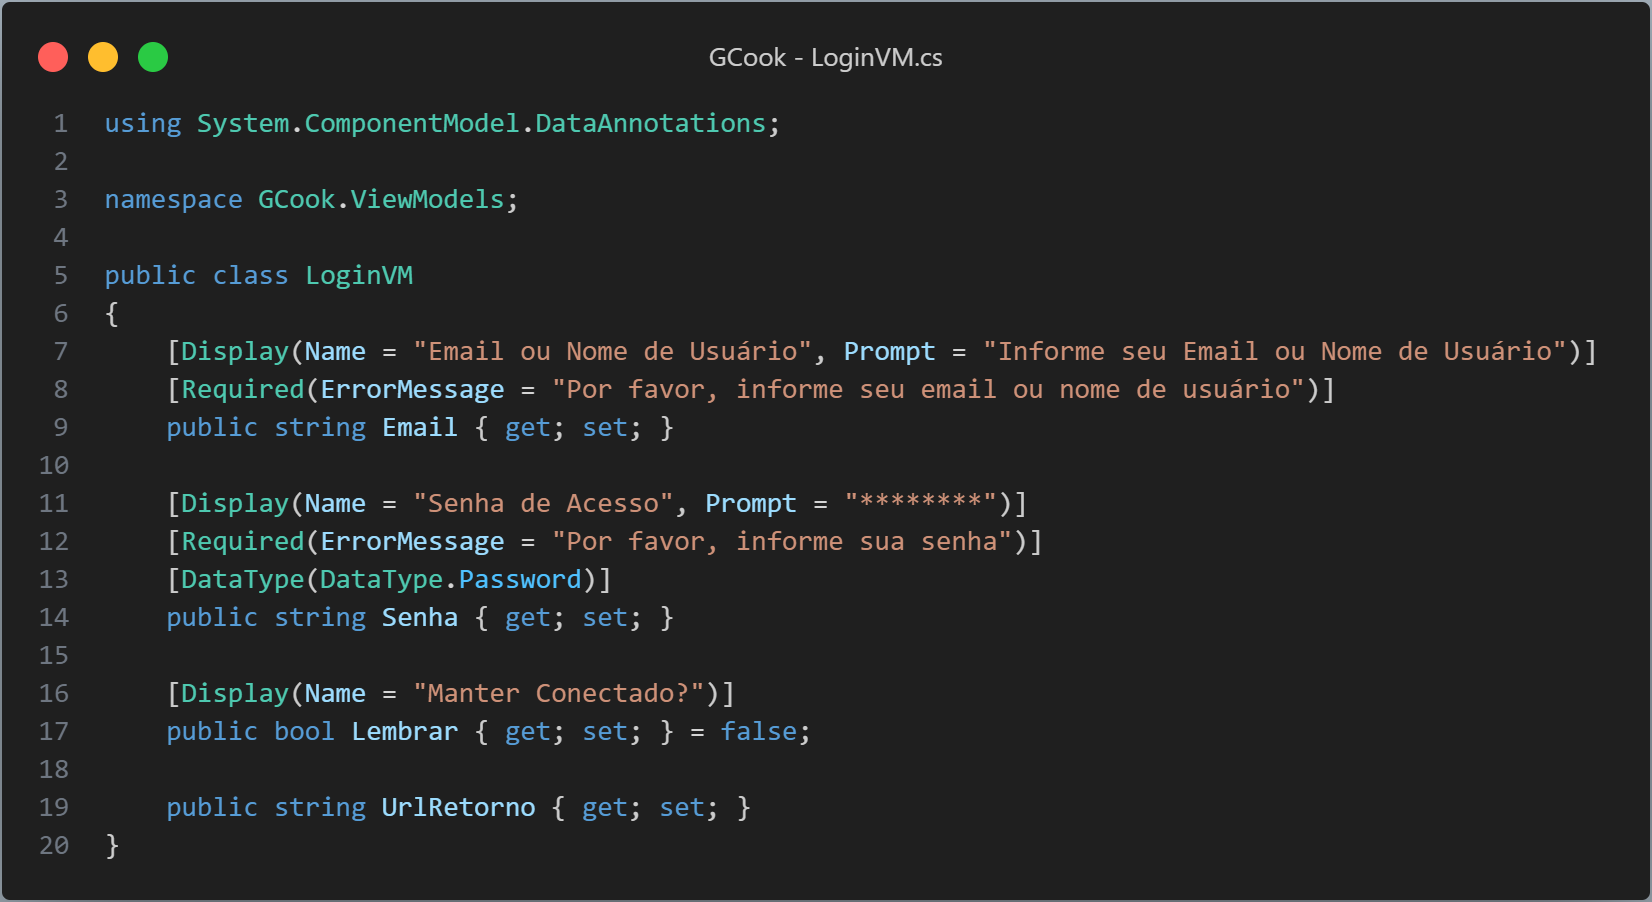 GCook - LoginVM.cs
1 using System.ComponentModel.DataAnnotations;
2
3 namespace GCook.ViewModels;
4
5 public class LoginVM
6 {
7     [Display(Name = "Email ou Nome de Usuário", Prompt = "Informe seu Email ou Nome de Usuário")]
8     [Required(ErrorMessage = "Por favor, informe seu email ou nome de usuário")]
9     public string Email { get; set; }
10
11     [Display(Name = "Senha de Acesso", Prompt = "********")]
12     [Required(ErrorMessage = "Por favor, informe sua senha")]
13     [DataType(DataType.Password)]
14     public string Senha { get; set; }
15
16     [Display(Name = "Manter Conectado?")]
17     public bool Lembrar { get; set; } = false;
18
19     public string UrlRetorno { get; set; }
20 }